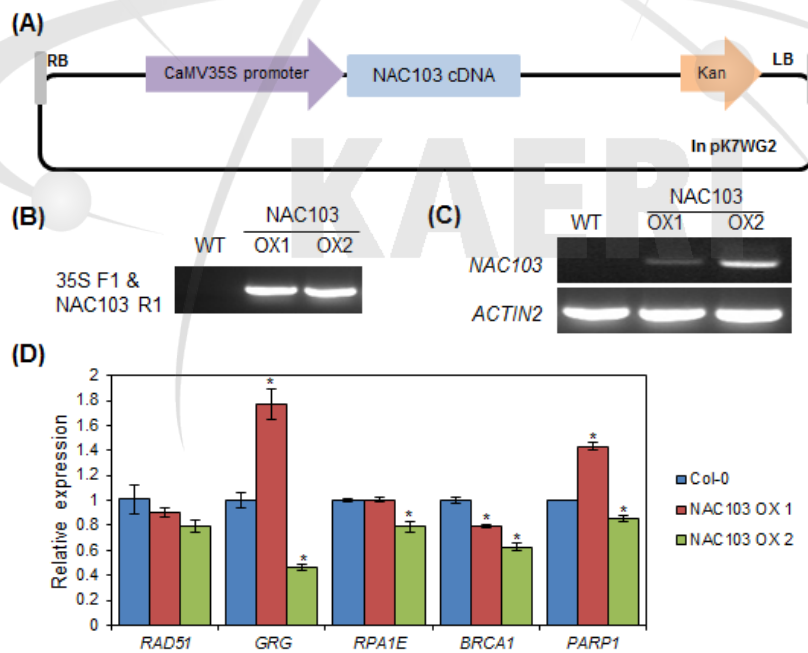 (A)
RB
CaMV35S promoter
NAC103 cDNA
Kan
LB
In pK7WG2
KAERI
(B)
NAC103
WT OX1 OX2
35S F1 &
NAC103 R1
(C)
NAC103
WT OX1 OX2
NAC103
ACTIN2
(D)
Relative expression
2
1.8
1.6
1.4
1.2
1
0.8
0.6
0.4
0.2
0
* * * * * * *
RAD51 GRG RPA1E BRCA1 PARP1
Col-0
NAC103 OX 1
NAC103 OX 2